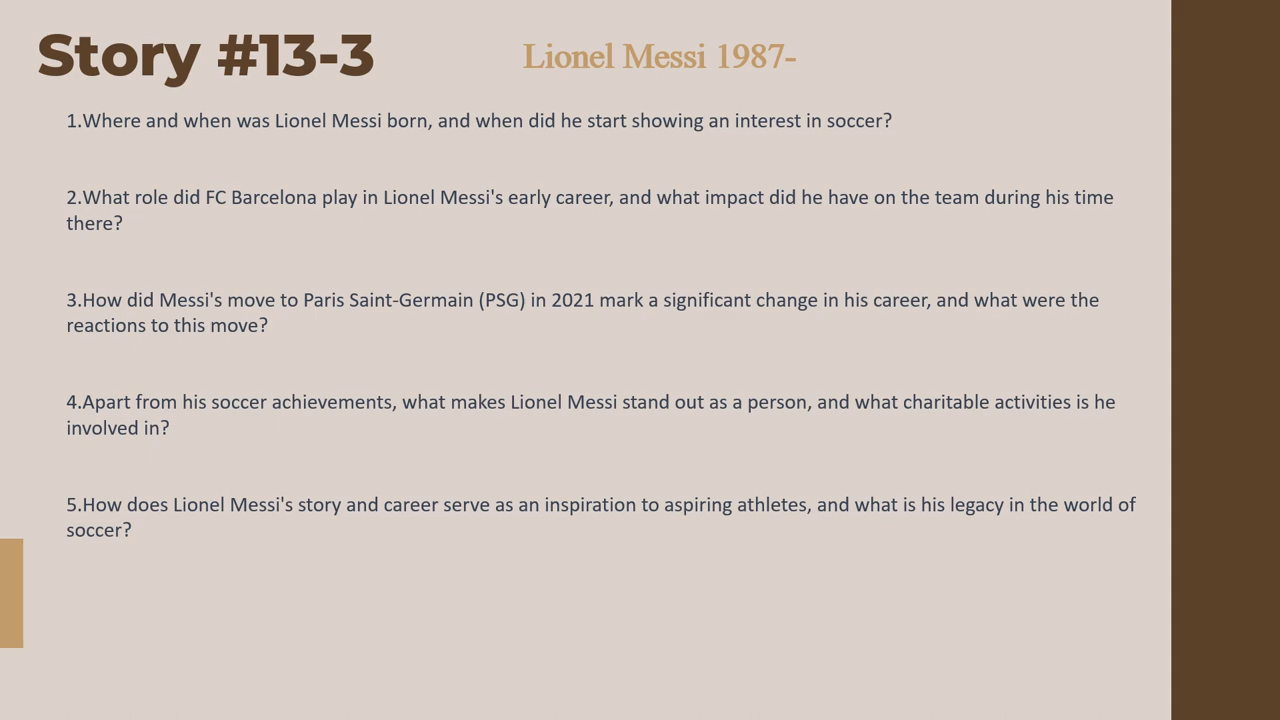 Story #13-3
Lionel Messi 1987-
1.Where and when was Lionel Messi born, and when did he start showing an interest in soccer?
2.What role did FC Barcelona play in Lionel Messi's early career, and what impact did he have on the team during his time
there?
3.How did Messi's move to Paris Saint-Germain (PSG) in 2021 mark a significant change in his career, and what were the
reactions to this move?
4.Apart from his soccer achievements, what makes Lionel Messi stand out as a person, and what charitable activities is he
involved in?
5.How does Lionel Messi's story and career serve as an inspiration to aspiring athletes, and what is his legacy in the world of
soccer?